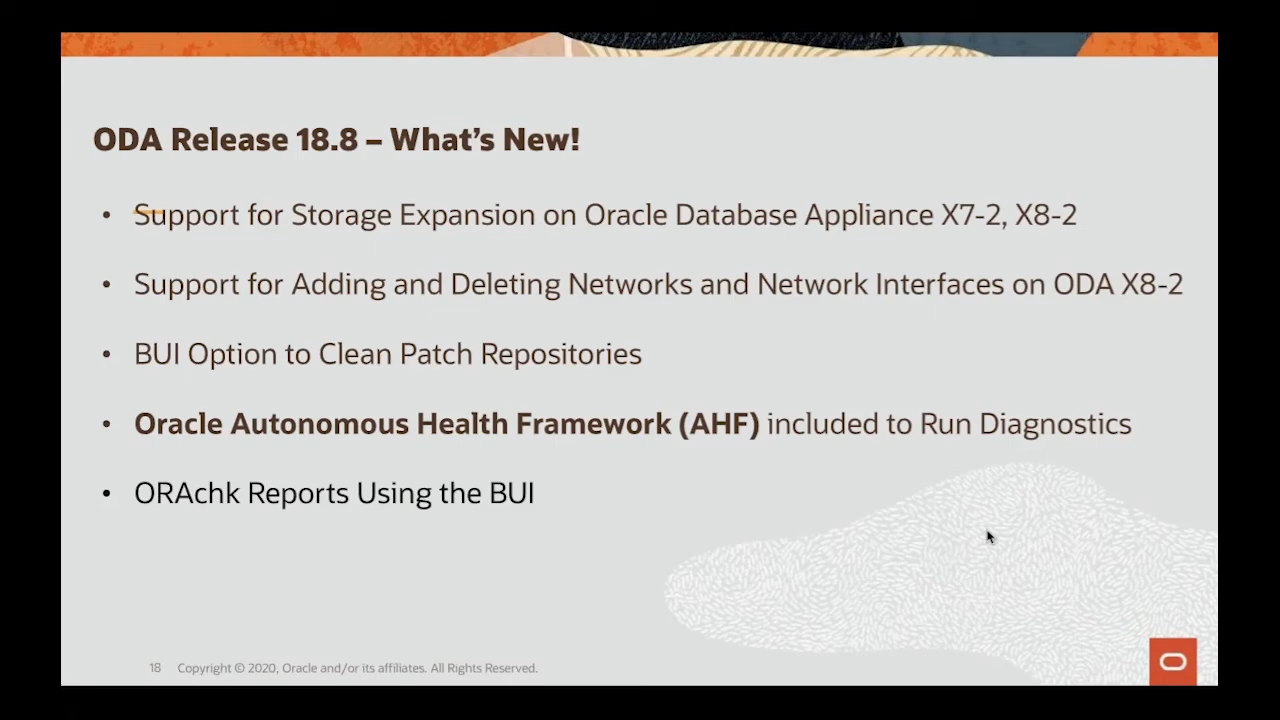 ODA Release 18.8 – What's New!
• Support for Storage Expansion on Oracle Database Appliance X7-2, X8-2
• Support for Adding and Deleting Networks and Network Interfaces on ODA X8-2
• BUI Option to Clean Patch Repositories
• Oracle Autonomous Health Framework (AHF) included to Run Diagnostics
• ORAchk Reports Using the BUI
18 Copyright © 2020, Oracle and/or its affiliates. All Rights Reserved.